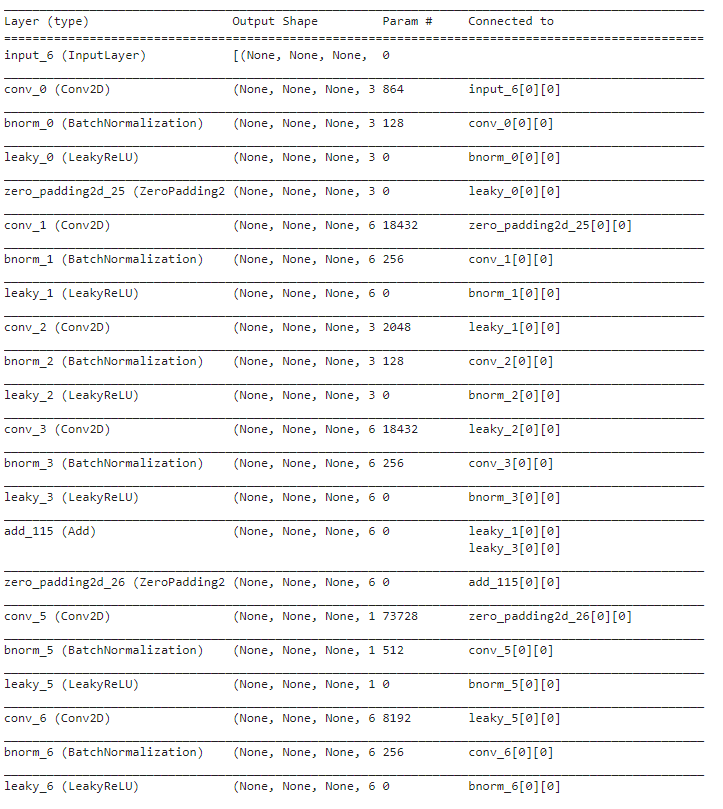 Layer (type) Output Shape Param # Connected to
==================================================================================================
input_6 (InputLayer) [(None, None, None, 0
conv_0 (Conv2D) (None, None, None, 3 864 input_6[0][0]
bnorm_0 (BatchNormalization) (None, None, None, 3 128 conv_0[0][0]
leaky_0 (LeakyReLU) (None, None, None, 3 0 bnorm_0[0][0]
zero_padding2d_25 (ZeroPadding2 (None, None, None, 3 0 leaky_0[0][0]
conv_1 (Conv2D) (None, None, None, 6 18432 zero_padding2d_25[0][0]
bnorm_1 (BatchNormalization) (None, None, None, 6 256 conv_1[0][0]
leaky_1 (LeakyReLU) (None, None, None, 6 0 bnorm_1[0][0]
conv_2 (Conv2D) (None, None, None, 3 2048 leaky_1[0][0]
bnorm_2 (BatchNormalization) (None, None, None, 3 128 conv_2[0][0]
leaky_2 (LeakyReLU) (None, None, None, 3 0 bnorm_2[0][0]
conv_3 (Conv2D) (None, None, None, 6 18432 leaky_2[0][0]
bnorm_3 (BatchNormalization) (None, None, None, 6 256 conv_3[0][0]
leaky_3 (LeakyReLU) (None, None, None, 6 0 bnorm_3[0][0]
add_115 (Add) (None, None, None, 6 0 leaky_1[0][0]
leaky_3[0][0]
zero_padding2d_26 (ZeroPadding2 (None, None, None, 6 0 add_115[0][0]
conv_5 (Conv2D) (None, None, None, 1 73728 zero_padding2d_26[0][0]
bnorm_5 (BatchNormalization) (None, None, None, 1 512 conv_5[0][0]
leaky_5 (LeakyReLU) (None, None, None, 1 0 bnorm_5[0][0]
conv_6 (Conv2D) (None, None, None, 6 8192 leaky_5[0][0]
bnorm_6 (BatchNormalization) (None, None, None, 6 256 conv_6[0][0]
leaky_6 (LeakyReLU) (None, None, None, 6 0 bnorm_6[0][0]